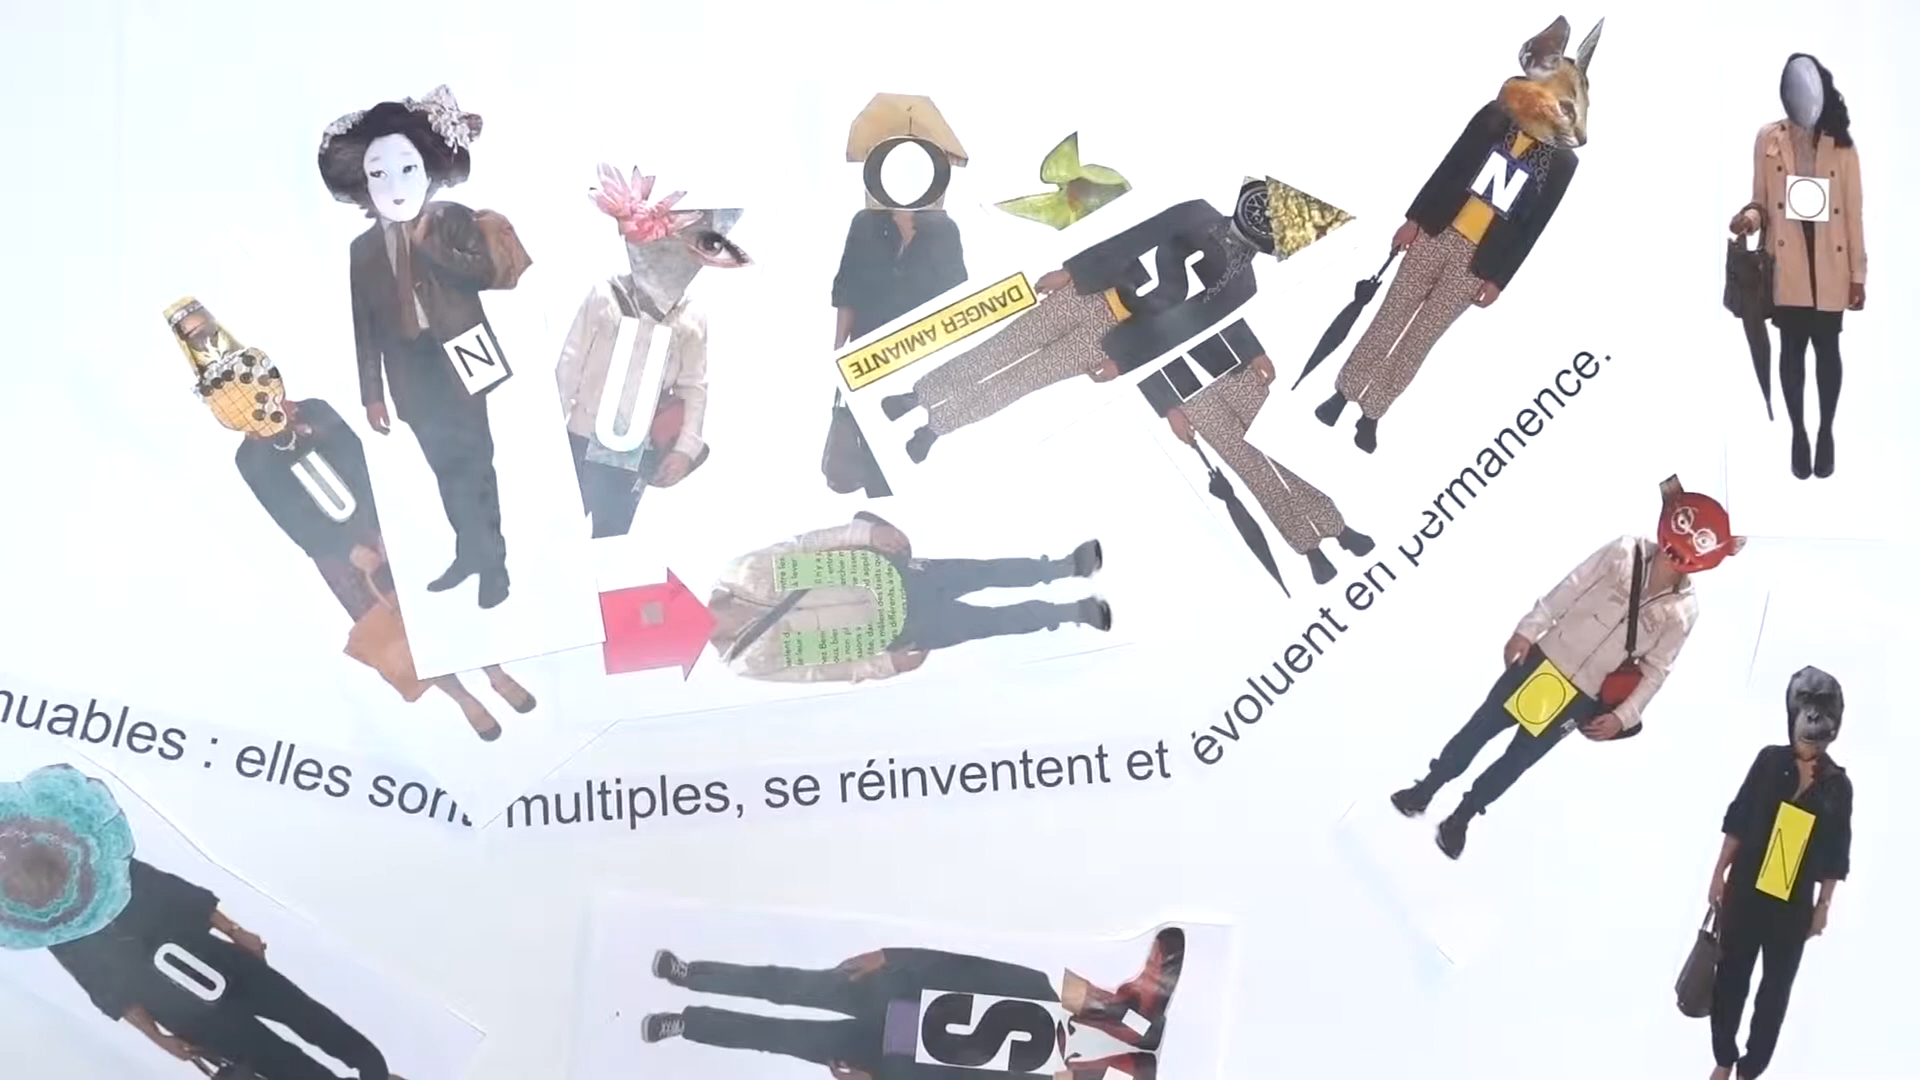 nuables : elles sont multiples, se réinventent et évoluent en permanence.
DANGER AMIANTE
U
N
U
O
S
N
O
O
N
O
S